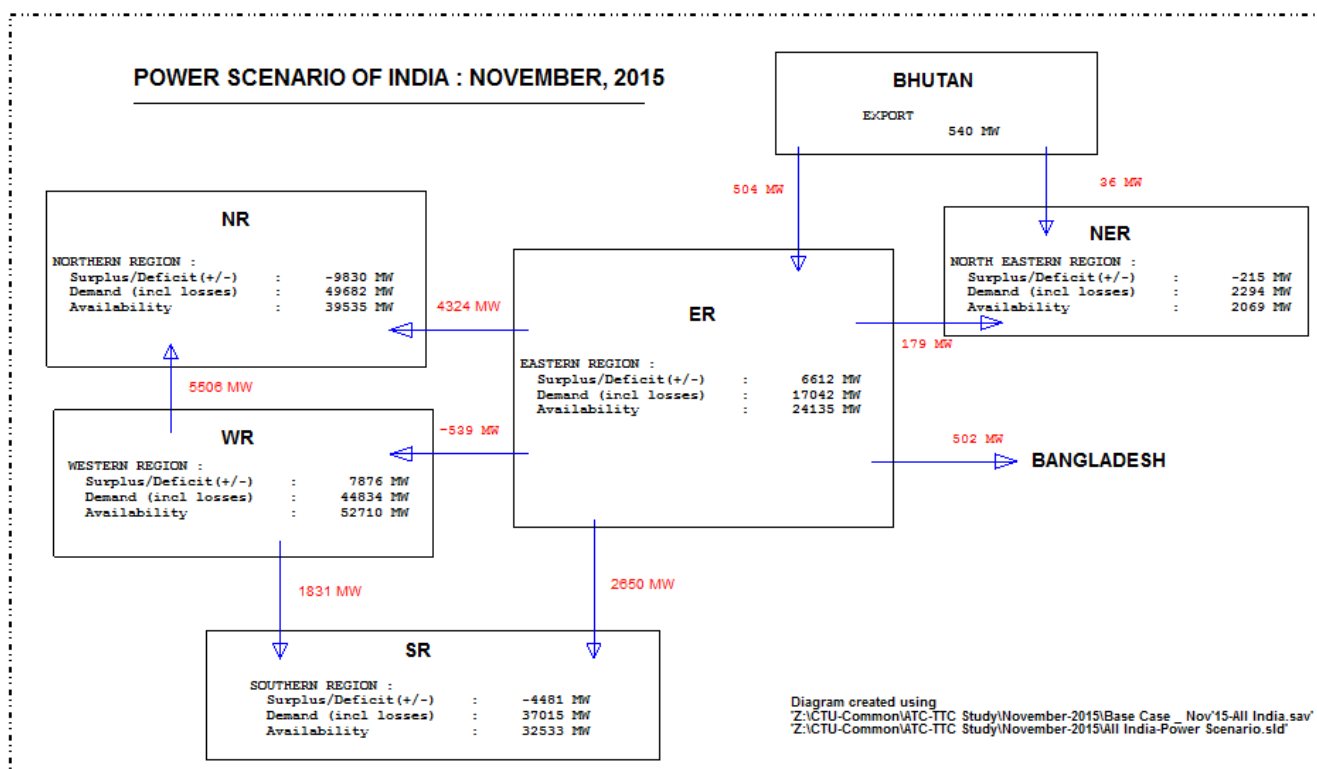 POWER SCENARIO OF INDIA : NOVEMBER, 2015
BHUTAN
EXPORT
540 MW
504 MW
36 MW
NR
NORTHERN REGION :
Surplus/Deficit(+/-) : -9830 MW
Demand (incl losses) : 49682 MW
Availability : 39535 MW
NER
NORTH EASTERN REGION :
Surplus/Deficit(+/-) : -215 MW
Demand (incl losses) : 2294 MW
Availability : 2069 MW
4324 MW
ER
EASTERN REGION :
Surplus/Deficit(+/-) : 6612 MW
Demand (incl losses) : 17042 MW
Availability : 24135 MW
179 MW
5506 MW
-539 MW
502 MW
BANGLADESH
WR
WESTERN REGION :
Surplus/Deficit(+/-) : 7876 MW
Demand (incl losses) : 44834 MW
Availability : 52710 MW
1831 MW
2650 MW
SR
SOUTHERN REGION :
Surplus/Deficit(+/-) : -4481 MW
Demand (incl losses) : 37015 MW
Availability : 32533 MW
Diagram created using
'Z:\CTU-Common\ATC-TTC Study\November-2015\Base Case _ Nov'15-All India.sav'
'Z:\CTU-Common\ATC-TTC Study\November-2015\All India-Power Scenario.sld'